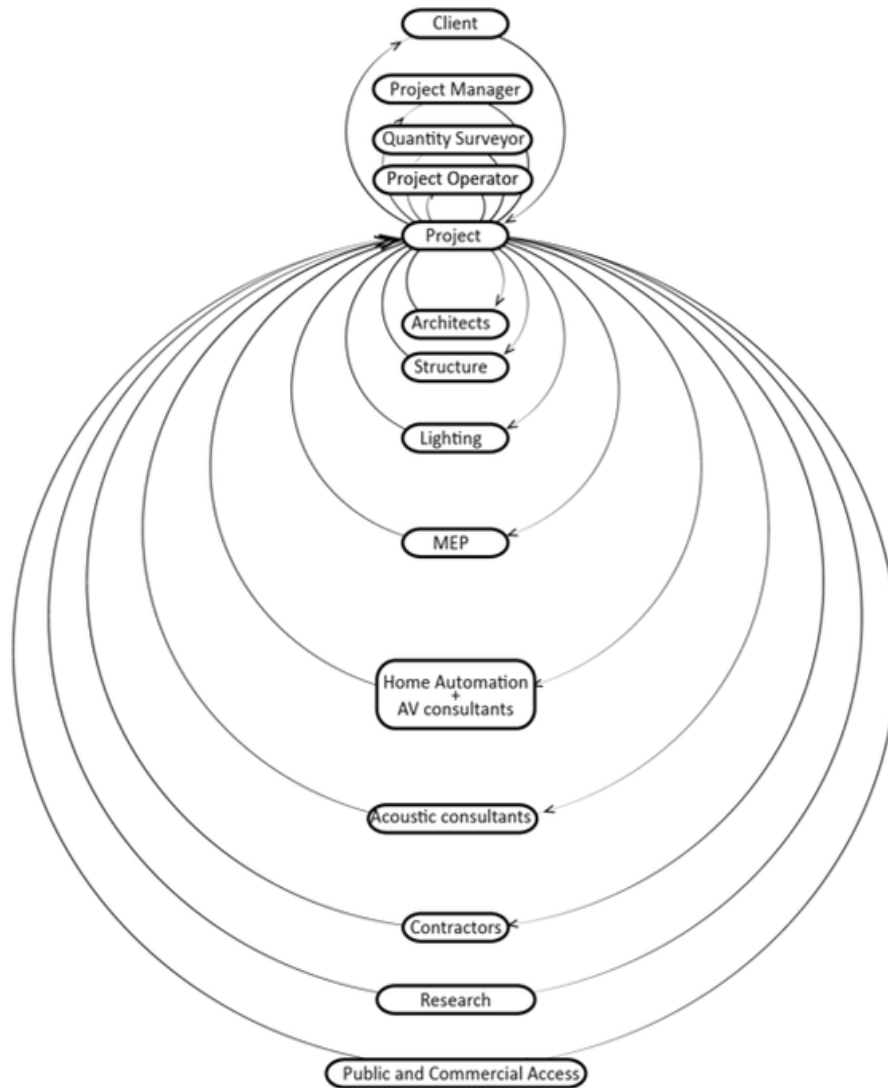 Client
Project Manager
Quantity Surveyor
Project Operator
Project
Architects
Structure
Lighting
MEP
Home Automation
+
AV consultants
Acoustic consultants
Contractors
Research
Public and Commercial Access